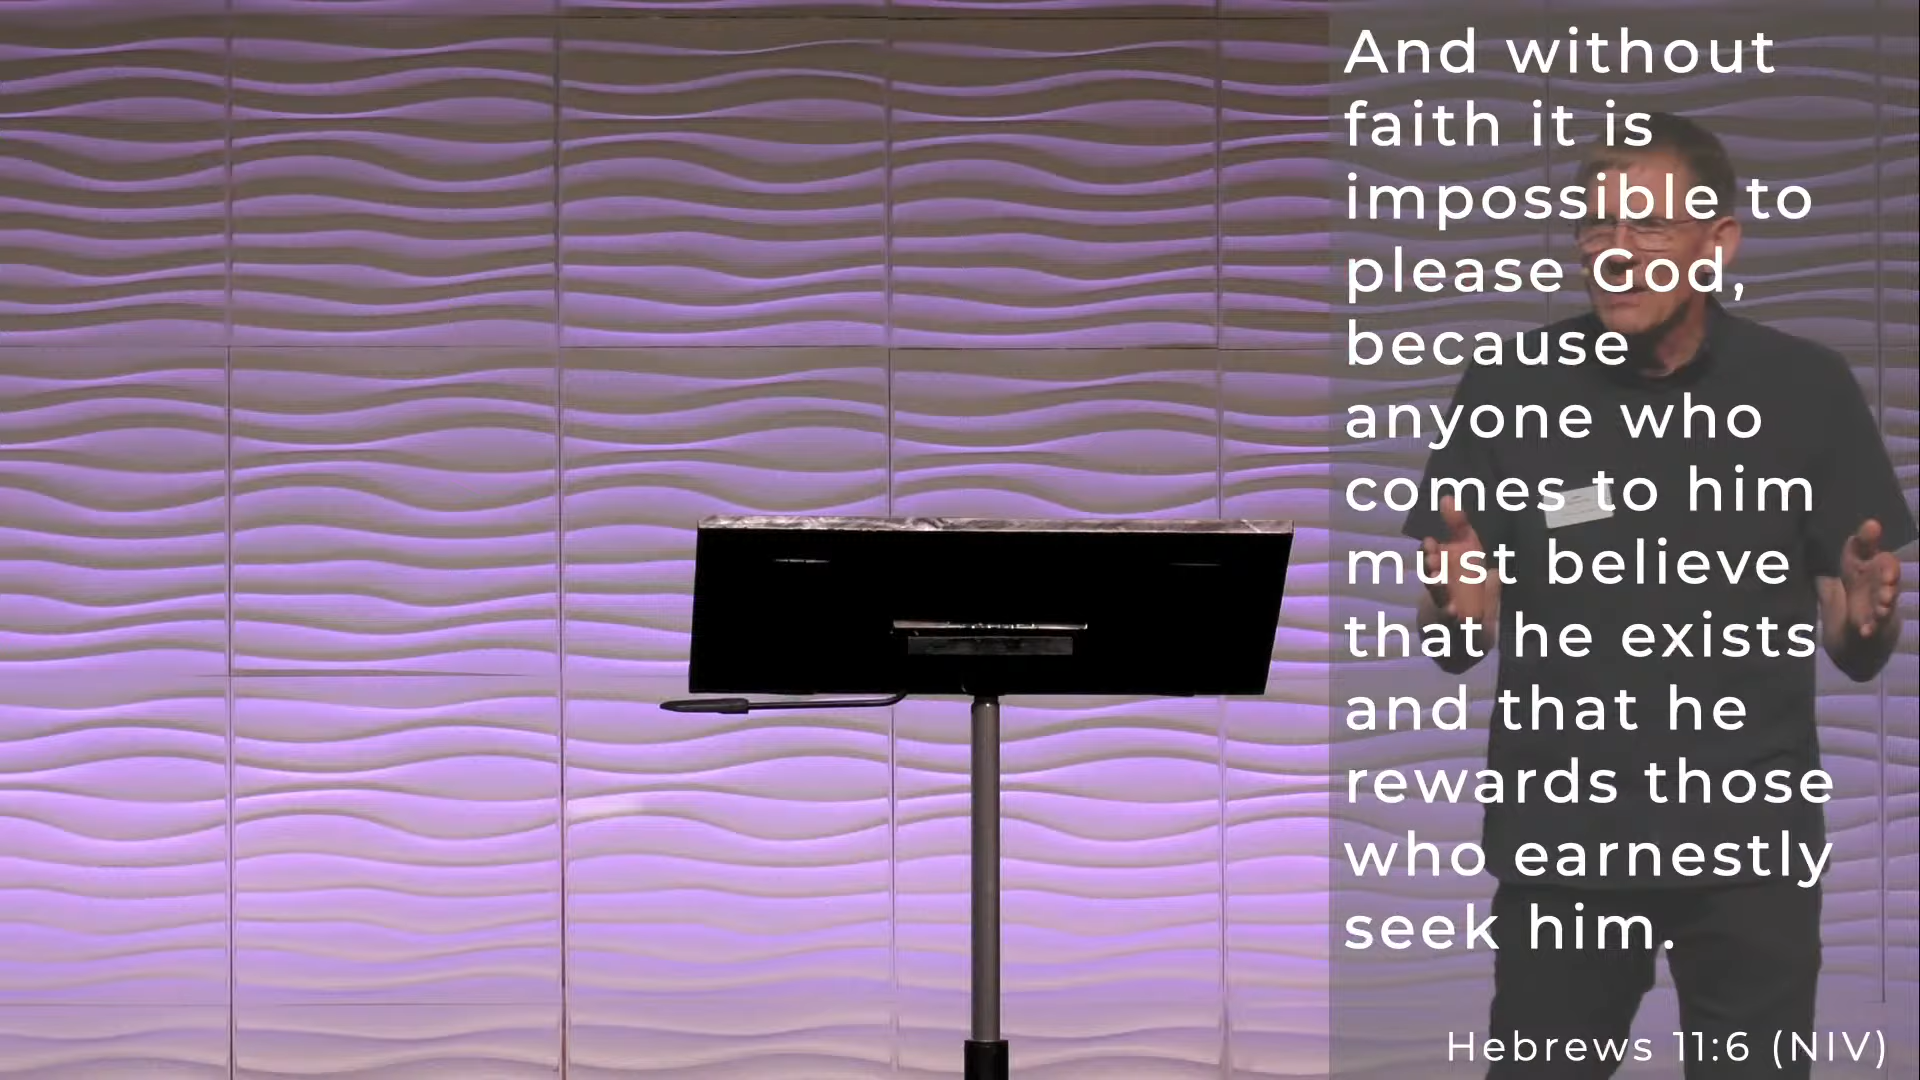 And without
faith it is
impossible to
please God,
because
anyone who
comes to him
must believe
that he exists
and that he
rewards those
who earnestly
seek him.
Hebrews 11:6 (NIV)